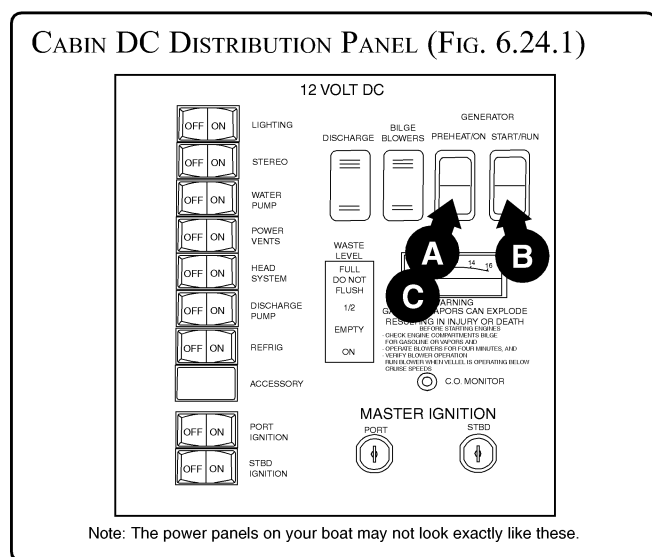 CABIN DC DISTRIBUTION PANEL (FIG. 6.24.1)
12 VOLT DC
OFF ON LIGHTING
OFF ON STEREO
OFF ON WATER
PUMP
OFF ON POWER
VENTS
OFF ON HEAD
SYSTEM
OFF ON DISCHARGE
PUMP
OFF ON REFRIG
ACCESSORY
OFF ON PORT
IGNITION
OFF ON STBD
IGNITION
DISCHARGE
BILGE
BLOWERS
GENERATOR
PREHEAT/ON START/RUN
A
B
C
14 16
WASTE
LEVEL
FULL
DO NOT
FLUSH
1/2
EMPTY
ON
CAN EXPLODE
RESULTING IN INJURY OR DEATH
BEFORE STARTING ENGINES
- CHECK ENGINE COMPARTMENTS BILGE
FOR GASOLINE OR VAPORS AND
- OPERATE BLOWERS FOR FOUR MINUTES, AND
- VERIFY BLOWER OPERATION
RUN BLOWER WHEN VELLEL IS OPERATING BELOW
CRUISE SPEEDS
C.O. MONITOR
MASTER IGNITION
PORT STBD
Note: The power panels on your boat may not look exactly like these.